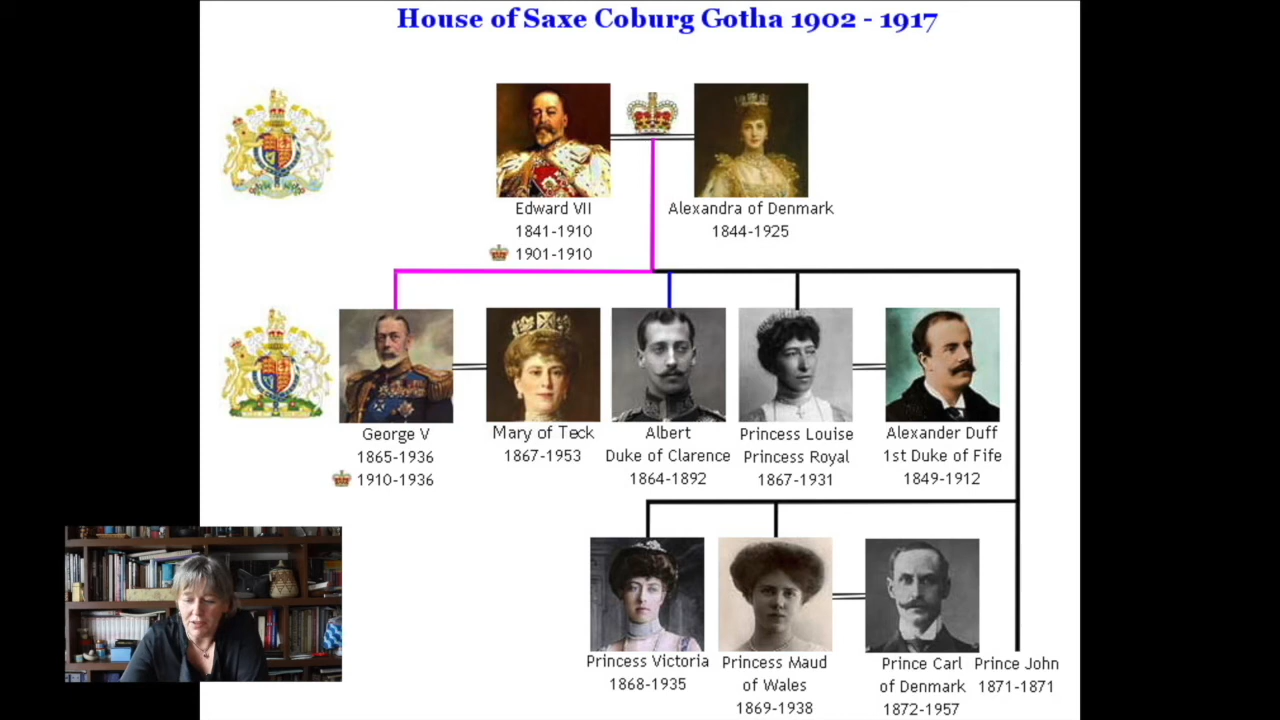 House of Saxe Coburg Gotha 1902 - 1917
Edward VII
1841-1910
1901-1910
Alexandra of Denmark
1844-1925
George V
1865-1936
1910-1936
Mary of Teck
1867-1953
Albert
Duke of Clarence
1864-1892
Princess Louise
Princess Royal
1867-1931
Alexander Duff
1st Duke of Fife
1849-1912
Princess Victoria
1868-1935
Princess Maud
of Wales
1869-1938
Prince Carl
of Denmark
1872-1957
Prince John
1871-1871